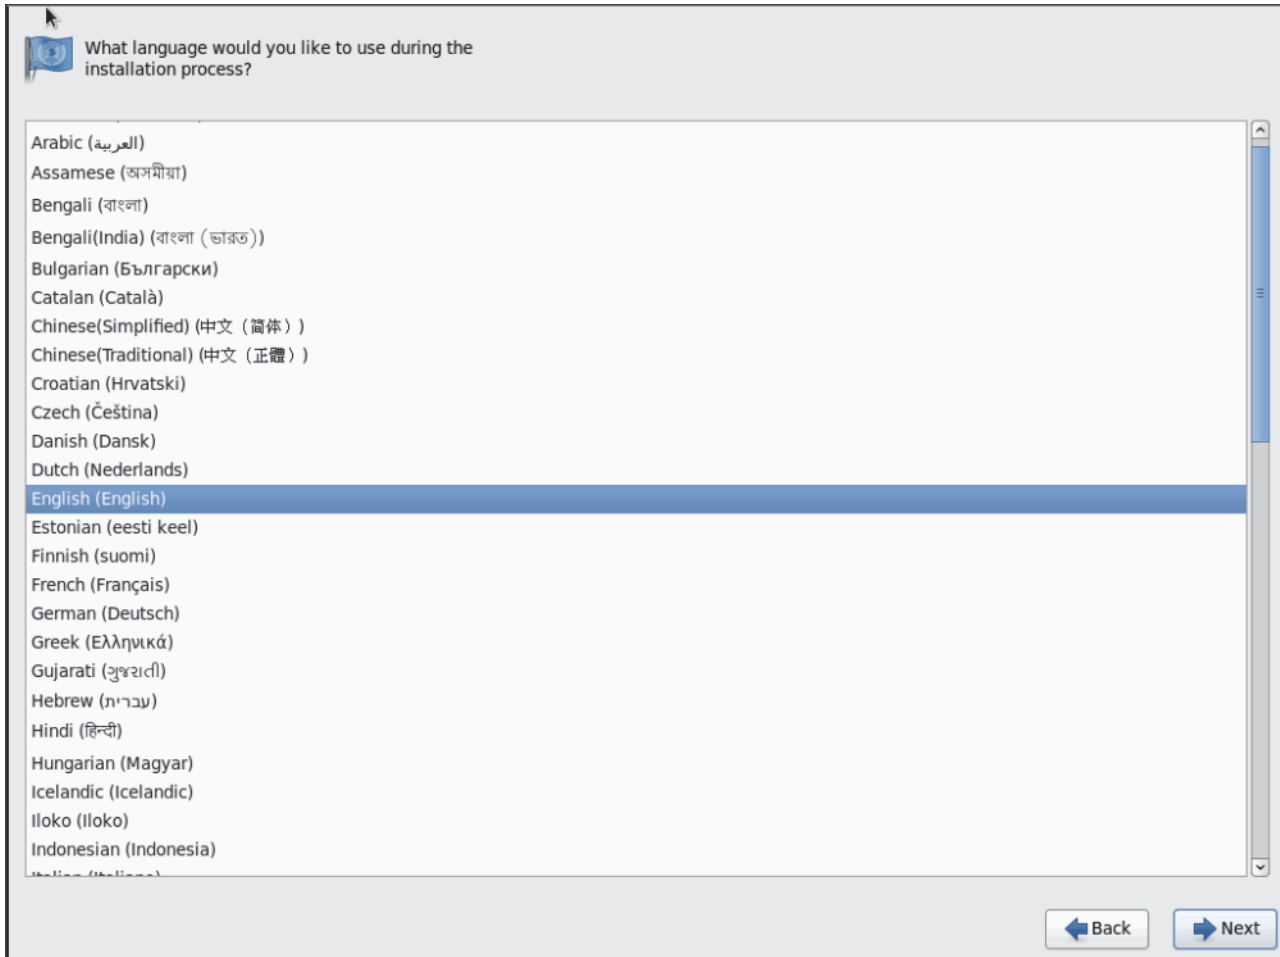 What language would you like to use during the
installation process?
Arabic (العربية)
Assamese (অসমীয়া)
Bengali (বাংলা)
Bengali(India) (বাংলা (ভারত))
Bulgarian (Български)
Catalan (Català)
Chinese(Simplified) (中文（简体）)
Chinese(Traditional) (中文（正體）)
Croatian (Hrvatski)
Czech (Čeština)
Danish (Dansk)
Dutch (Nederlands)
English (English)
Estonian (eesti keel)
Finnish (suomi)
French (Français)
German (Deutsch)
Greek (Ελληνικά)
Gujarati (ગુજરાતી)
Hebrew (עברית)
Hindi (हिन्दी)
Hungarian (Magyar)
Icelandic (Icelandic)
Iloko (Iloko)
Indonesian (Indonesia)
Italian (Italiano)
Back
Next